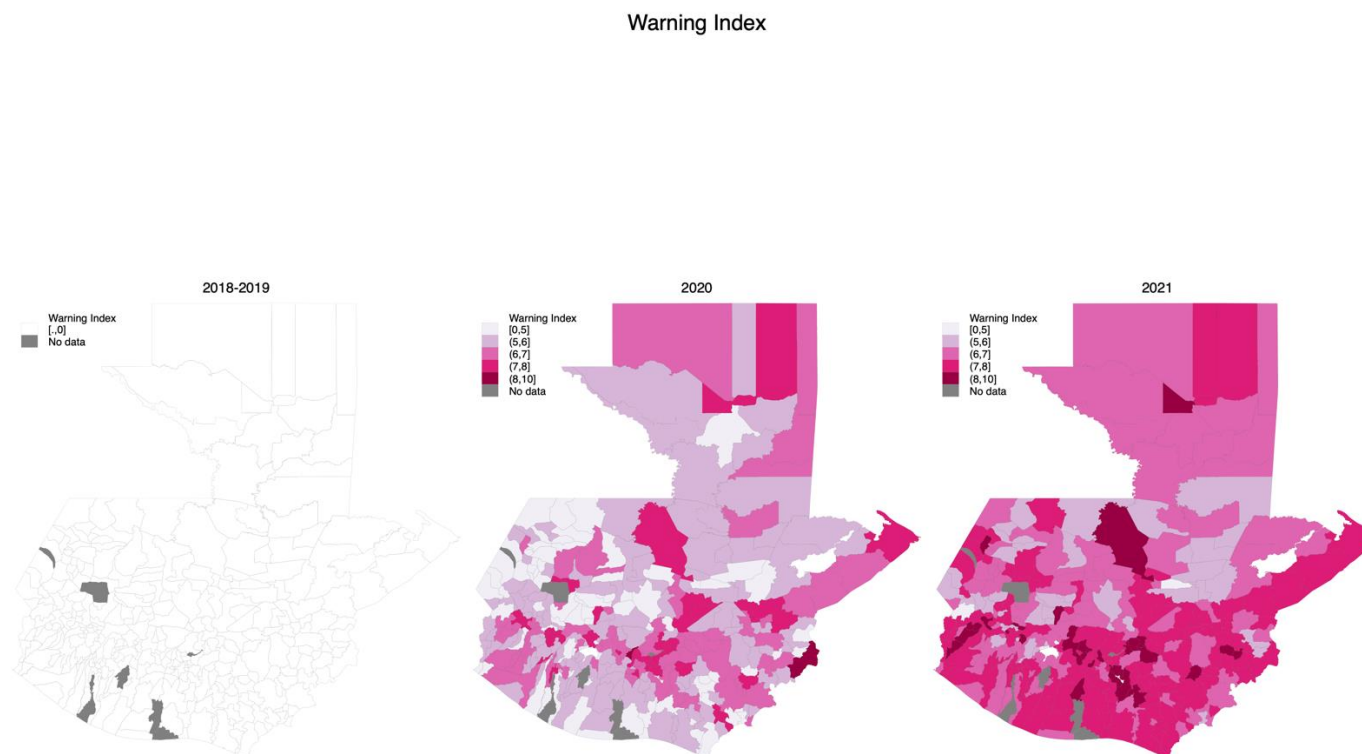 Warning Index
2018-2019
Warning Index
[.,0]
No data
2020
Warning Index
[0,5]
(5,6]
(6,7]
(7,8]
(8,10]
No data
2021
Warning Index
[0,5]
(5,6]
(6,7]
(7,8]
(8,10]
No data